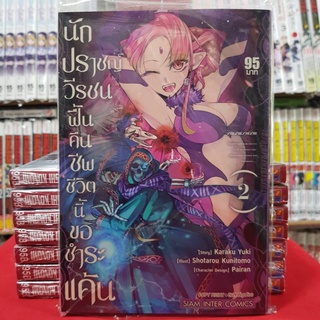 นัก
ปราชญ์
วีรชน
ฟื้น
คืน
ชีพ
ชีวิต
นี้
ขอ
ชำระ
แค้น
95
บาท
2
[Story] Karaku Yuki
Shotarou Kunitomo
[Character Design] Pairan
SIAM INTER COMICS